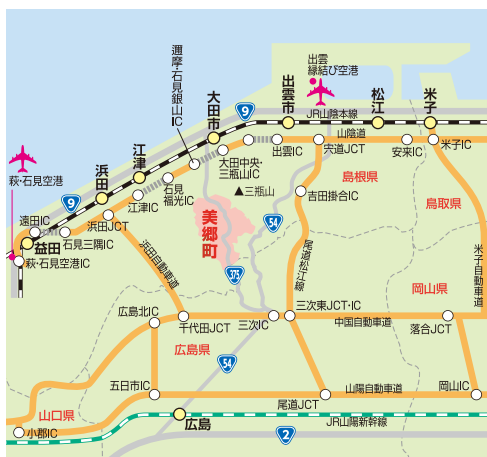 出雲
縁結び空港
邇摩・石見銀山IC
大田市
9
出雲市
松江
米子
JR山陰本線
山陰道
大田中央・
三瓶山IC
出雲IC
宍道JCT
安来IC
米子IC
萩・石見空港
浜田
江津
石見
福光IC
江津IC
▲三瓶山
吉田掛合IC
島根県
鳥取県
9
遠田IC
浜田JCT
益田
石見三隅IC
萩・石見空港IC
美郷町
54
浜田自動車道
375
尾道松江線
米子自動車道
岡山県
広島北IC
千代田JCT
三次IC
三次東JCT・IC
中国自動車道
落合JCT
広島県
54
五日市IC
尾道JCT
山陽自動車道
岡山IC
山口県
小郡IC
広島
JR山陽新幹線
2